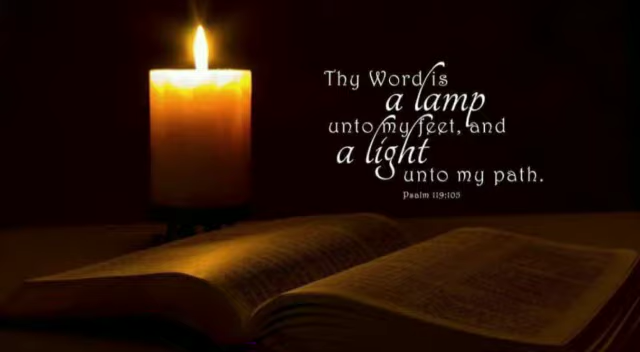 Thy Word is
a lamp
unto my feet, and
a light
unto my path.
Psalm 119:105